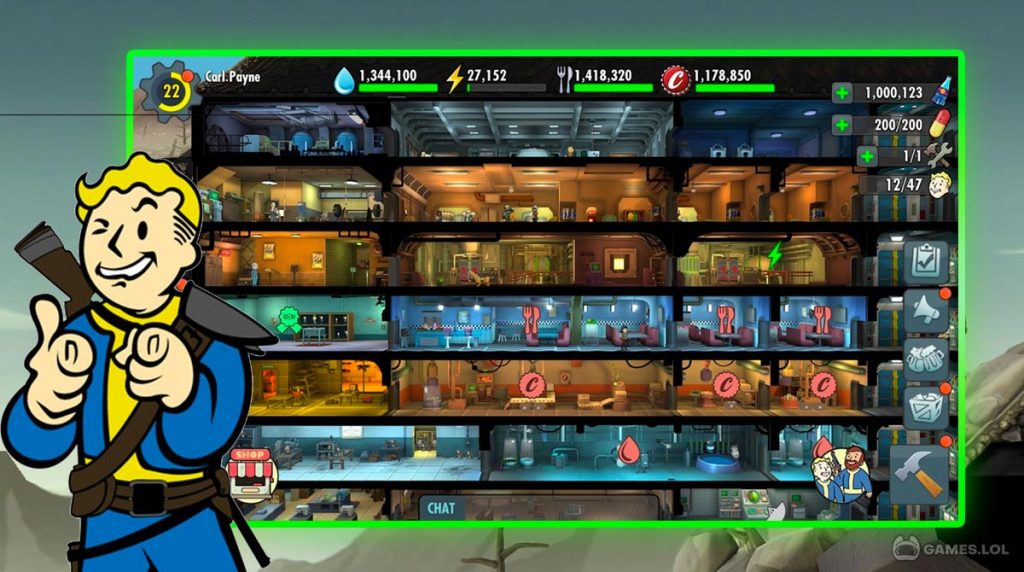 22
Carl.Payne
1,344,100
27,152
1,418,320
1,178,850
1,000,123
200/200
1/1
12/47
SHOP
CHAT
GAMES.LOL